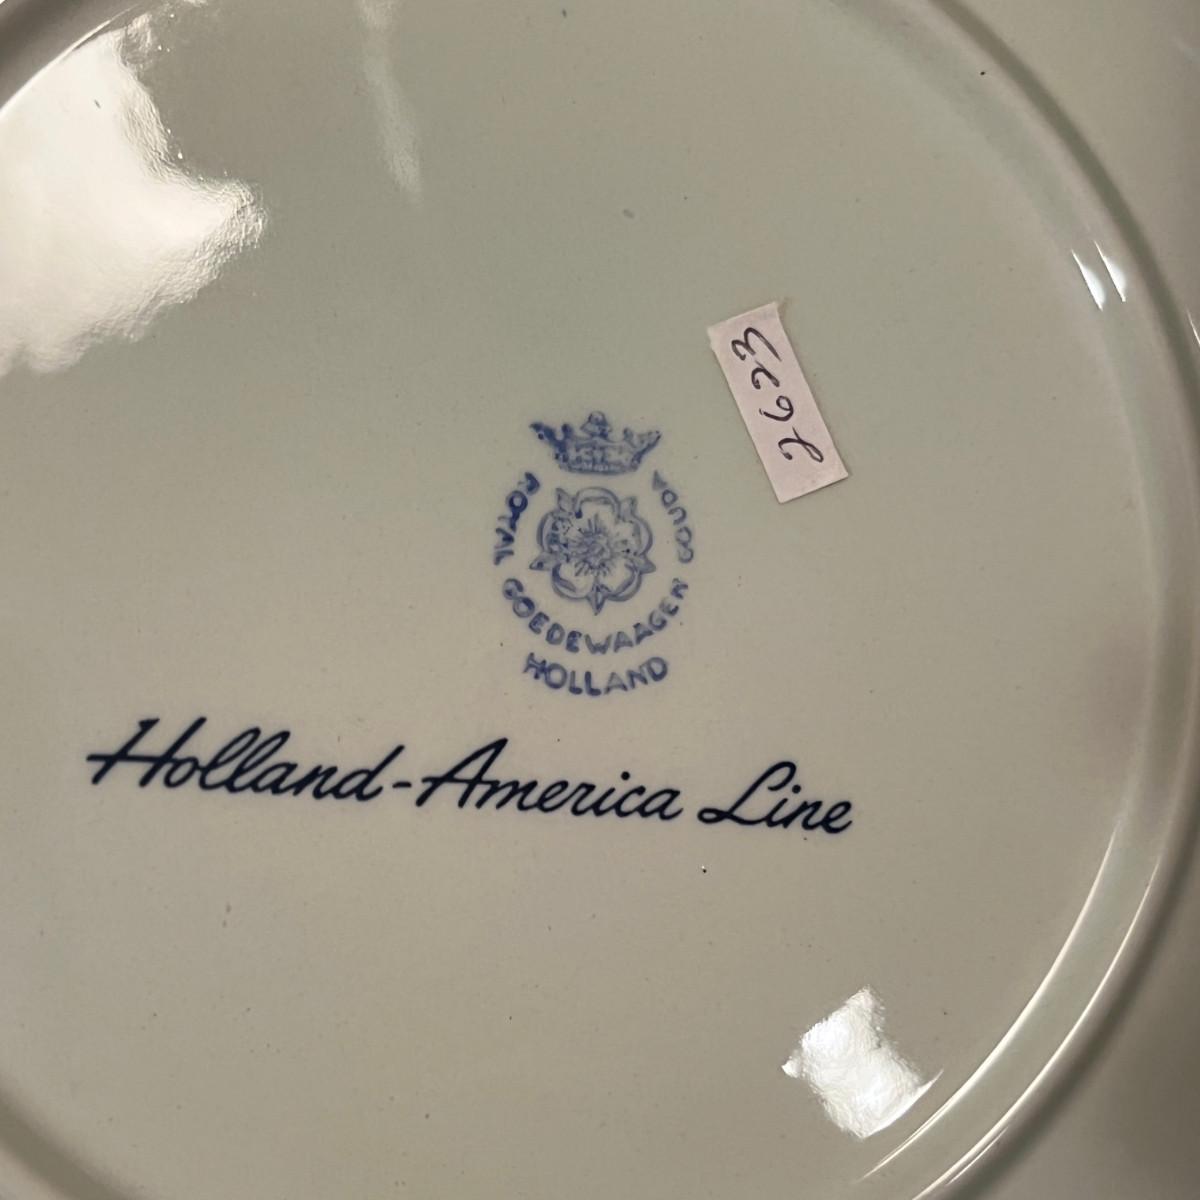 2623
ROYAL GOEDEWAAGEN GOUDA
HOLLAND
Holland-America Line